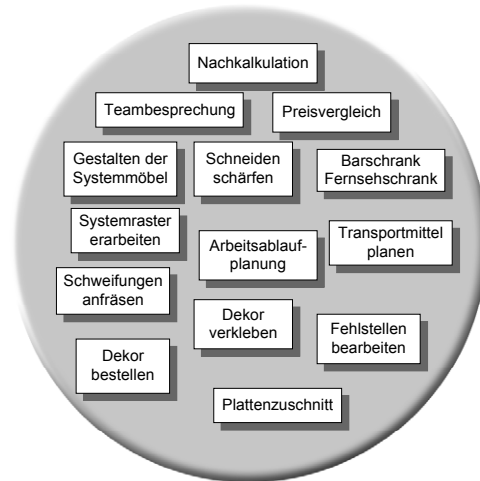 Nachkalkulation
Teambesprechung
Preisvergleich
Gestalten der
Systemmöbel
Schneiden
schärfen
Barschrank
Fernsehschrank
Systemraster
erarbeiten
Arbeitsablauf-
planung
Transportmittel
planen
Schweifungen
anfräsen
Dekor
verkleben
Fehlstellen
bearbeiten
Dekor
bestellen
Plattenzuschnitt